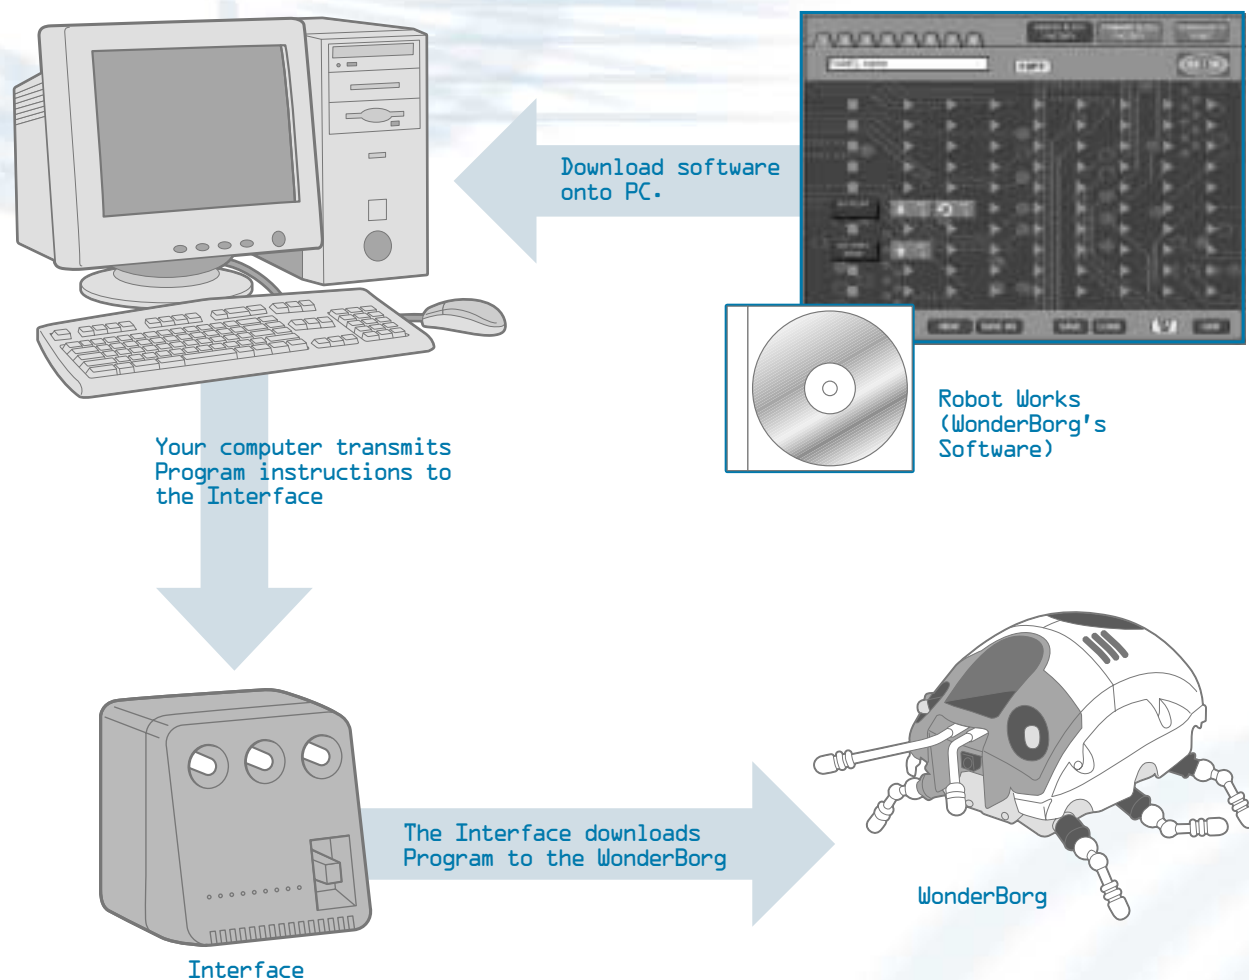 Download software
onto PC.
Robot Works
(WonderBorg's
Software)
Your computer transmits
Program instructions to
the Interface
The Interface downloads
Program to the WonderBorg
WonderBorg
Interface